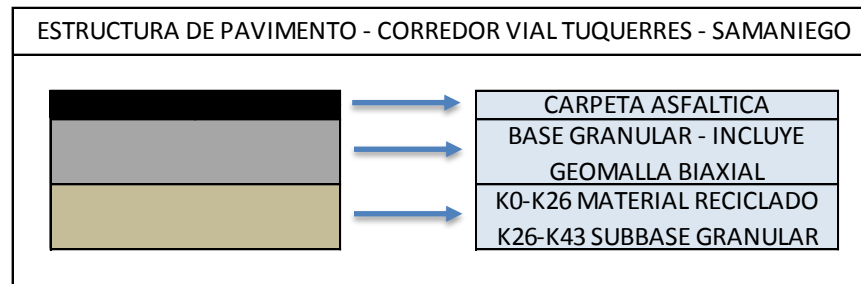 ESTRUCTURA DE PAVIMENTO - CORREDOR VIAL TUQUERRES - SAMANIEGO
CARPETA ASFALTICA
BASE GRANULAR - INCLUYE
GEOMALLA BIAXIAL
K0-K26 MATERIAL RECICLADO
K26-K43 SUBBASE GRANULAR